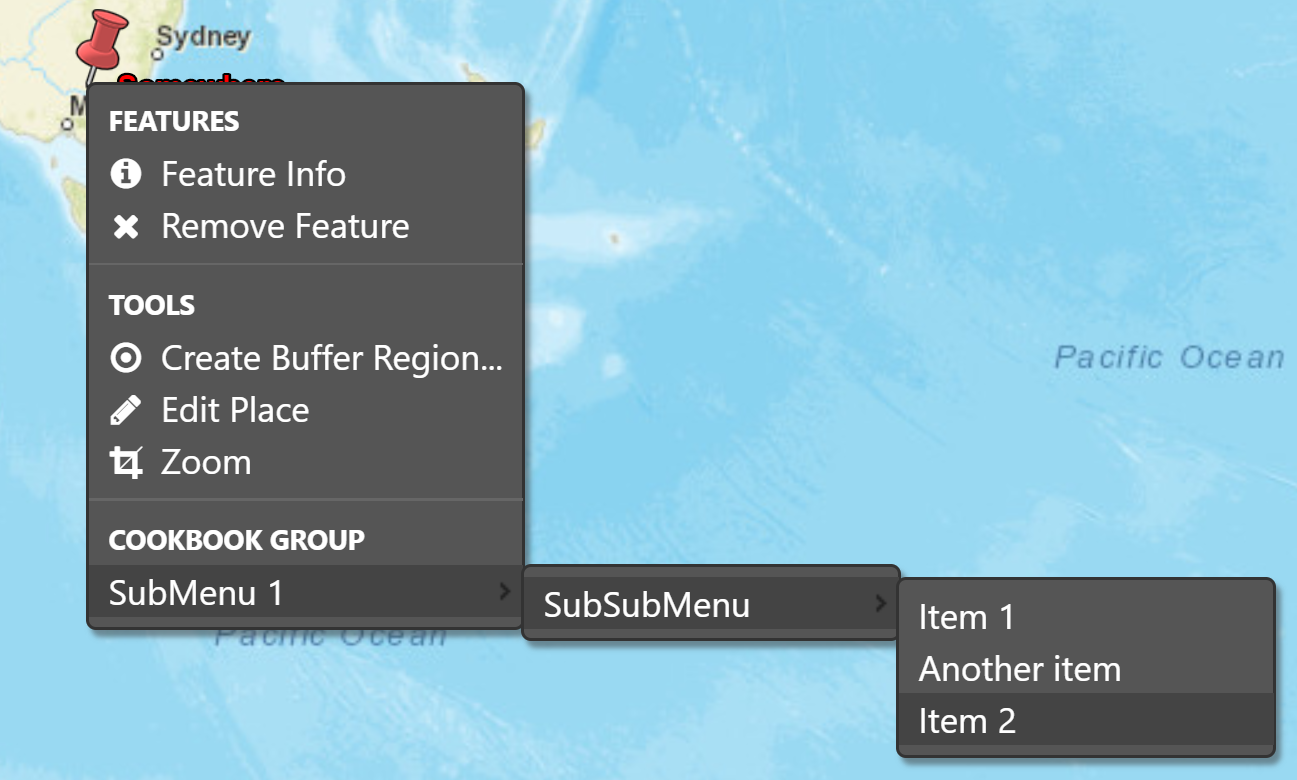 Sydney
FEATURES
Feature Info
Remove Feature
TOOLS
Create Buffer Region...
Edit Place
Zoom
COOKBOOK GROUP
SubMenu 1
SubSubMenu
Item 1
Another item
Item 2
Pacific Ocean
Pacific Ocean